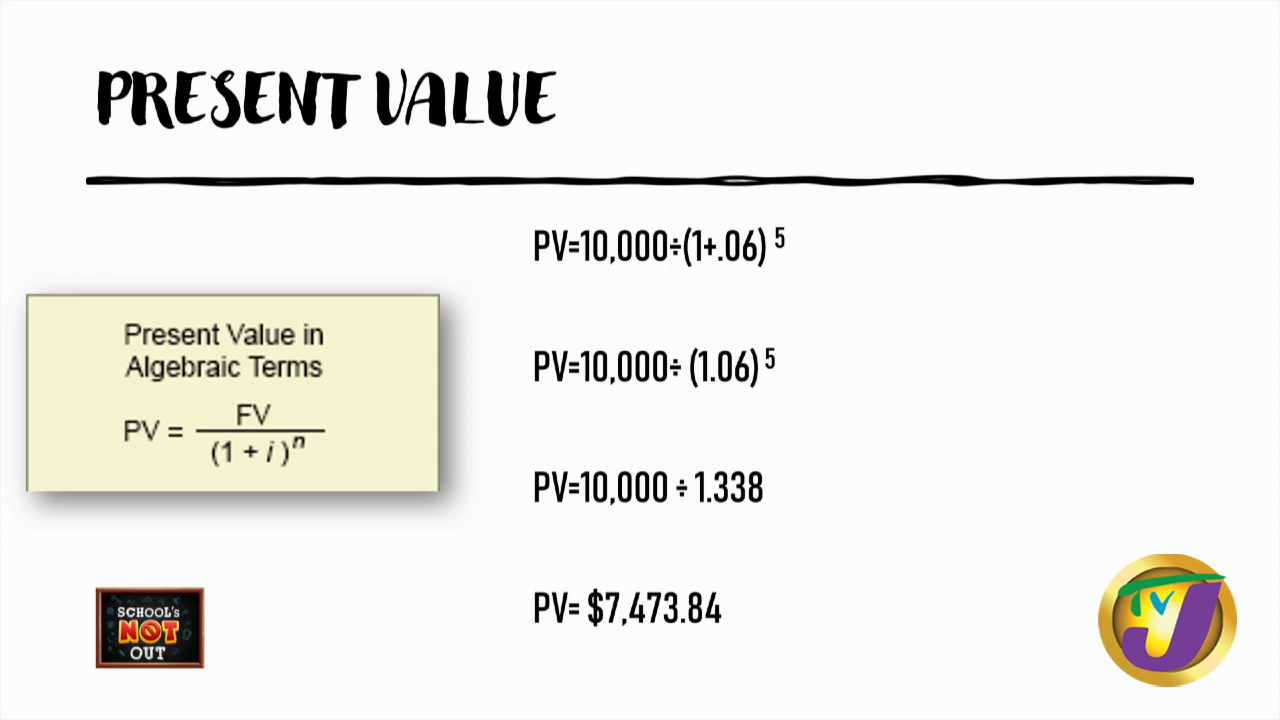 PRESENT VALUE
Present Value in
Algebraic Terms
PV = FV
(1 + i)ⁿ
PV=10,000÷(1+.06) ⁵
PV=10,000÷ (1.06) ⁵
PV=10,000 ÷ 1.338
PV= $7,473.84
SCHOOL's
NOT
OUT
TVJ